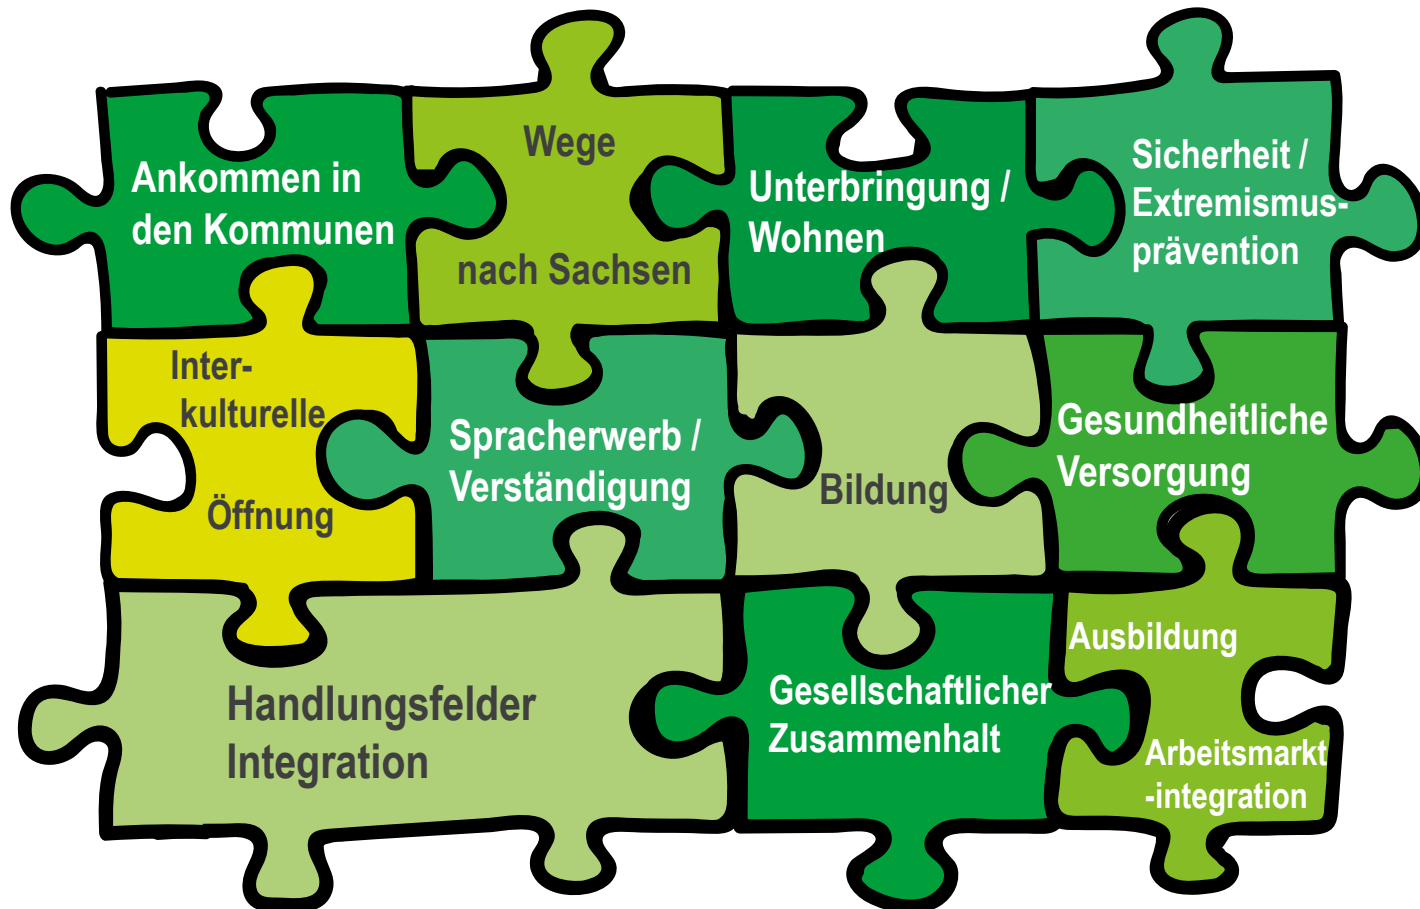 Ankommen in
den Kommunen
Wege
nach Sachsen
Unterbringung /
Wohnen
Sicherheit /
Extremismus-
prävention
Inter-
kulturelle
Öffnung
Spracherwerb /
Verständigung
Bildung
Gesundheitliche
Versorgung
Handlungsfelder
Integration
Gesellschaftlicher
Zusammenhalt
Ausbildung
Arbeitsmarkt
-integration